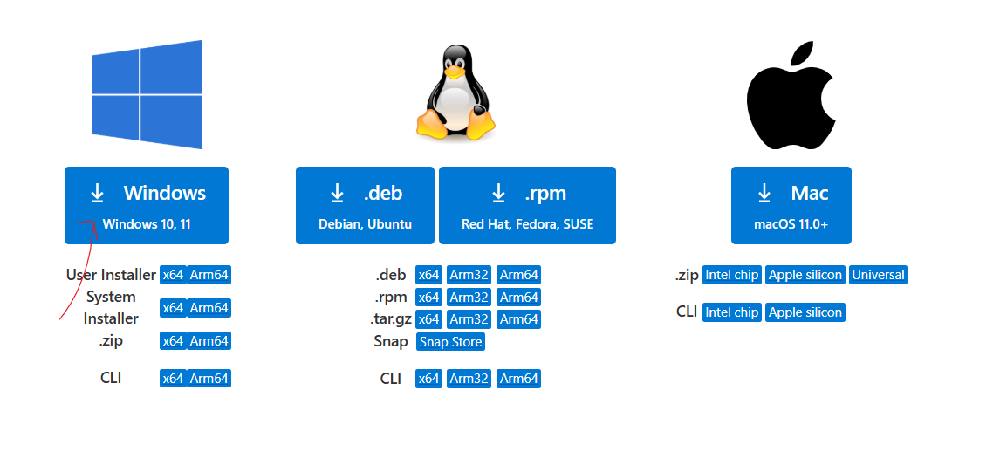 Windows
Windows 10, 11
User Installer x64 Arm64
System
Installer x64 Arm64
.zip x64 Arm64
CLI x64 Arm64
.deb
Debian, Ubuntu
.rpm
Red Hat, Fedora, SUSE
.deb x64 Arm32 Arm64
.rpm x64 Arm32 Arm64
.tar.gz x64 Arm32 Arm64
Snap Snap Store
CLI x64 Arm32 Arm64
Mac
macOS 11.0+
.zip Intel chip Apple silicon Universal
CLI Intel chip Apple silicon